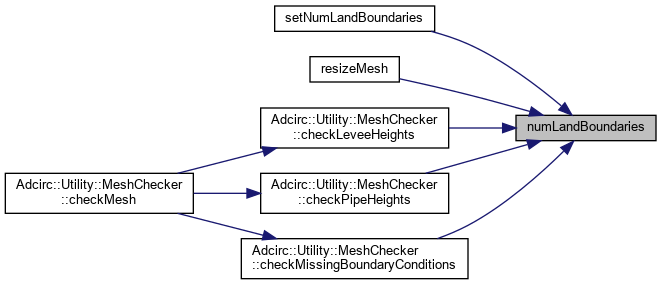 setNumLandBoundaries
resizeMesh
numLandBoundaries
Adcirc::Utility::MeshChecker
::checkLeveeHeights
Adcirc::Utility::MeshChecker
::checkMesh
Adcirc::Utility::MeshChecker
::checkPipeHeights
Adcirc::Utility::MeshChecker
::checkMissingBoundaryConditions